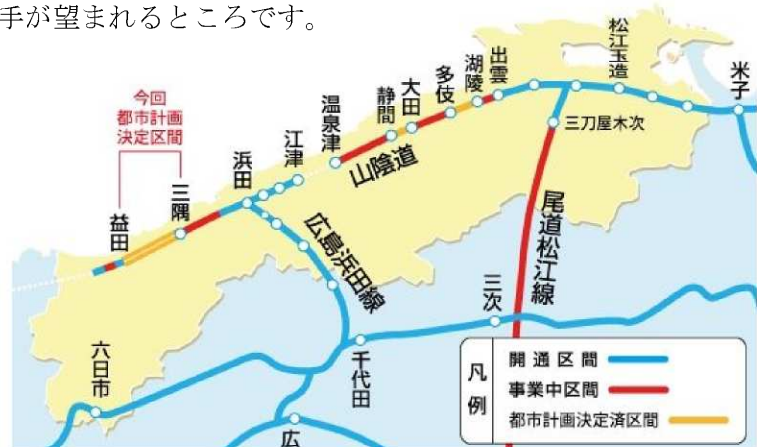 手が望まれるところです。
今回
都市計画
決定区間
益田
三隅
浜田
江津
温泉津
静間
大田
多伎
湖陵
出雲
松江玉造
米子
三刀屋木次
山陰道
広島浜田線
尾道松江線
三次
千代田
六日市
広
凡例
開通区間
事業中区間
都市計画決定済区間